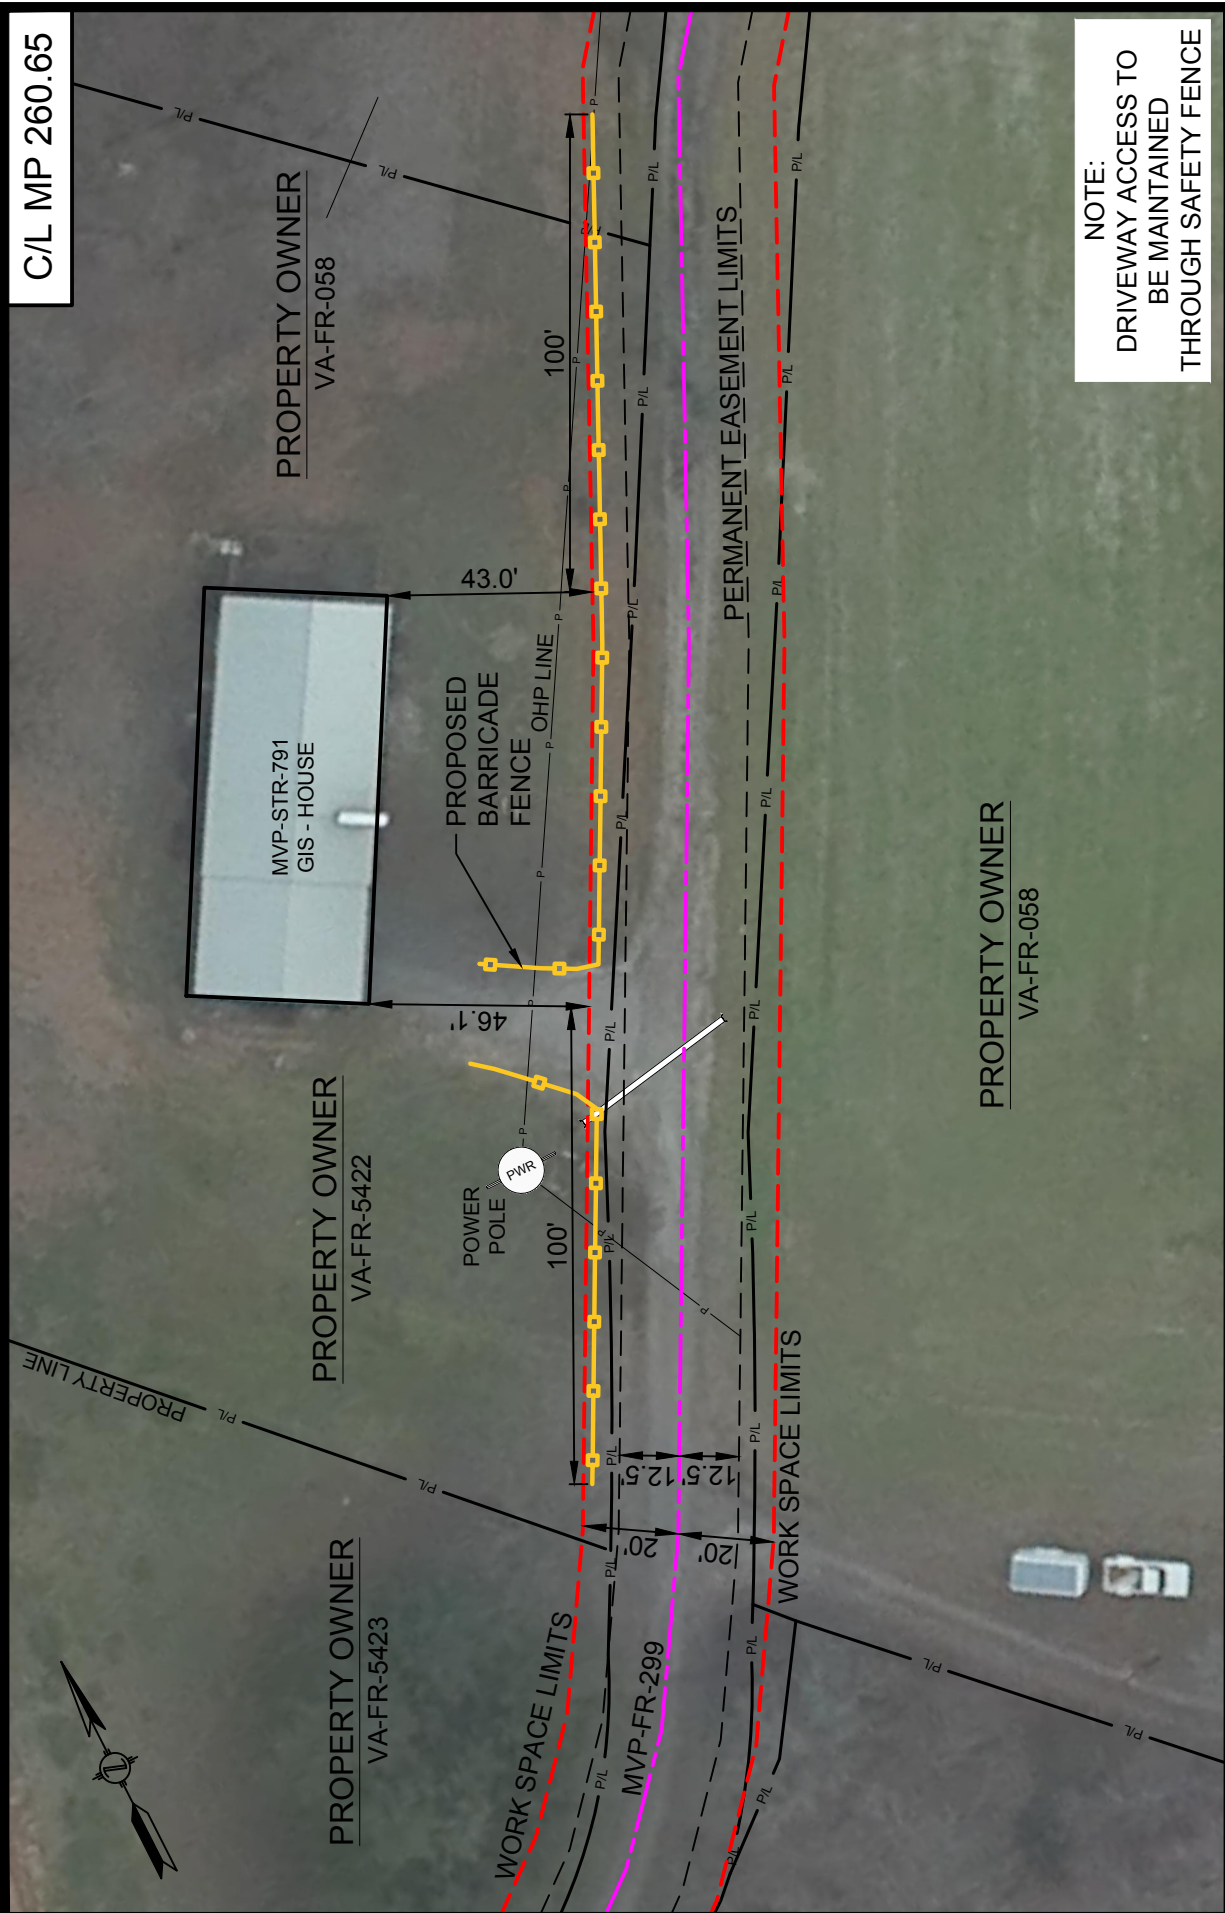 C/L MP 260.65
NOTE:
DRIVEWAY ACCESS TO
BE MAINTAINED
THROUGH SAFETY FENCE
PROPERTY OWNER
VA-FR-058
P/L
P/L
P/L
P
100'
43.0'
MVP-STR-791
GIS - HOUSE
PROPOSED
BARRICADE
FENCE
OHP LINE
P
P
P
P
P
P
P
46.1'
PROPERTY OWNER
VA-FR-5422
POWER
POLE
PWR
P
P
100'
PROPERTY LINE
P/L
P/L
PROPERTY OWNER
VA-FR-5423
WORK SPACE LIMITS
MVP-FR-299
12.5'
12.5'
20'
20'
P/L
P/L
P/L
P/L
P/L
P/L
P/L
P/L
P/L
PERMANENT EASEMENT LIMITS
P/L
P/L
P/L
P/L
P/L
P/L
P/L
P/L
P/L
P/L
WORK SPACE LIMITS
PROPERTY OWNER
VA-FR-058
P/L
P/L